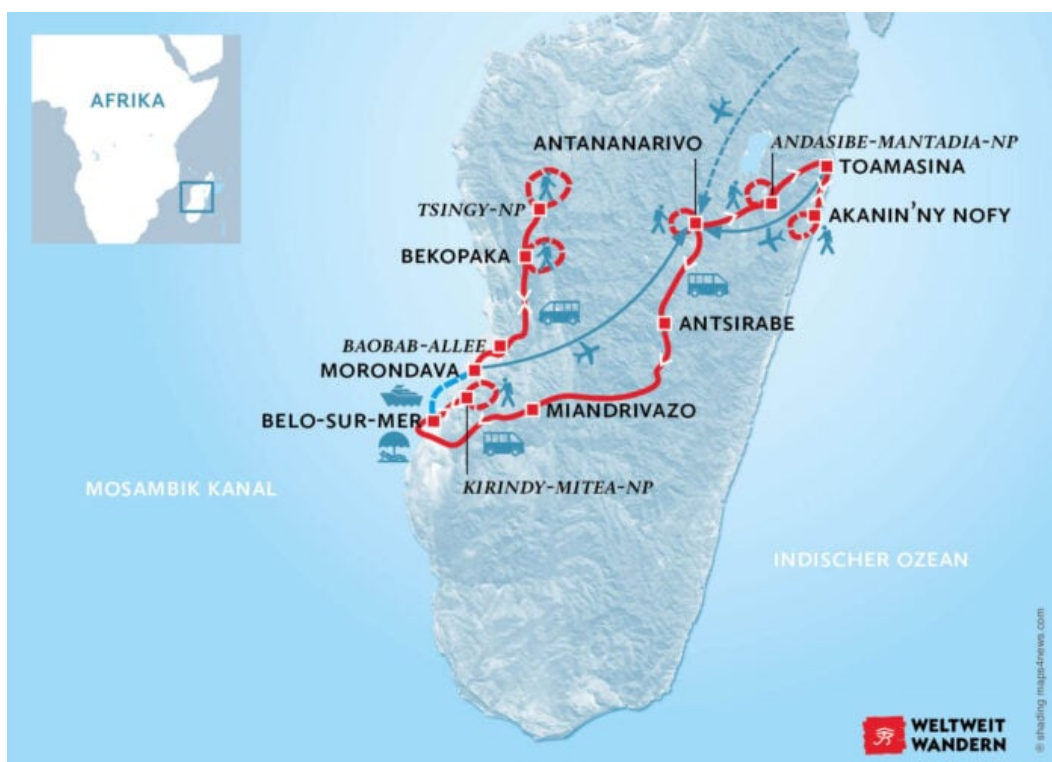 AFRIKA
ANTANANARIVO
ANDASIBE-MANTADIA-NP
TOAMASINA
TSINGY-NP
AKANIN'NY NOFY
BEKOPAKA
ANTSIRABE
BAOBAB-ALLEE
MORONDAVA
BELO-SUR-MER
MIANDRIVAZO
KIRINDY-MITEA-NP
MOSAMBIK KANAL
INDISCHER OZEAN
WELTWEIT
WANDERN
® shading maps4news.com